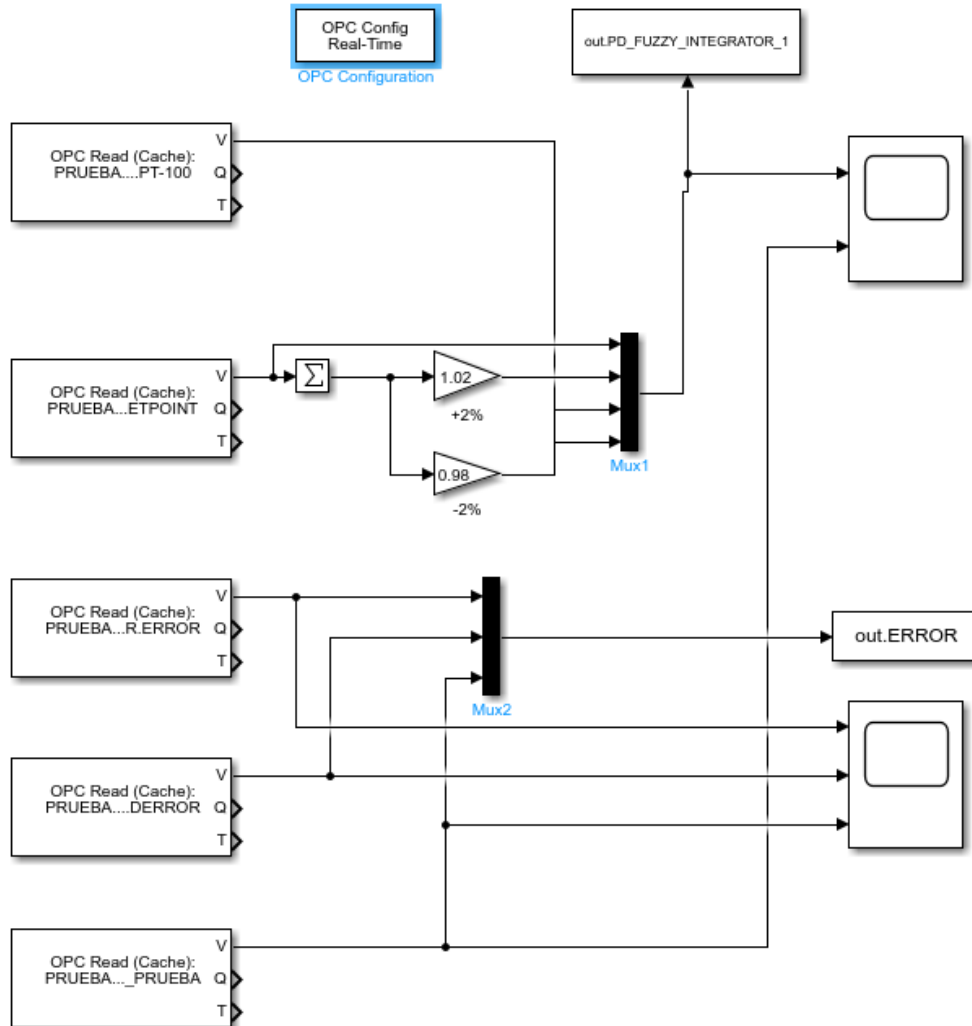 OPC Config
Real-Time
OPC Configuration
out.PD_FUZZY_INTEGRATOR_1
OPC Read (Cache):
PRUEBA....PT-100
V
Q
T
OPC Read (Cache):
PRUEBA...ETPOINT
V
Q
T
Σ
1.02
+2%
0.98
-2%
Mux1
OPC Read (Cache):
PRUEBA...R.ERROR
V
Q
T
Mux2
out.ERROR
OPC Read (Cache):
PRUEBA....DERROR
V
Q
T
OPC Read (Cache):
PRUEBA..._PRUEBA
V
Q
T